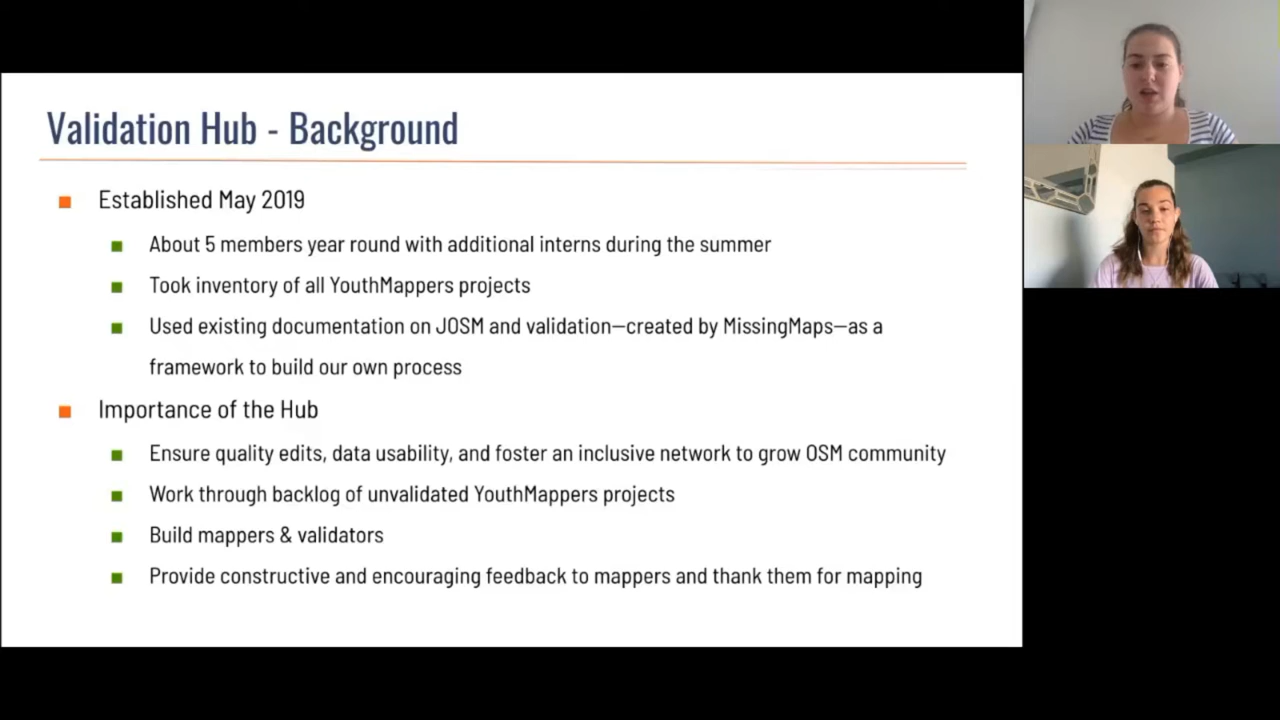 Validation Hub - Background
Established May 2019
About 5 members year round with additional interns during the summer
Took inventory of all YouthMappers projects
Used existing documentation on JOSM and validation—created by MissingMaps—as a
framework to build our own process
Importance of the Hub
Ensure quality edits, data usability, and foster an inclusive network to grow OSM community
Work through backlog of unvalidated YouthMappers projects
Build mappers & validators
Provide constructive and encouraging feedback to mappers and thank them for mapping